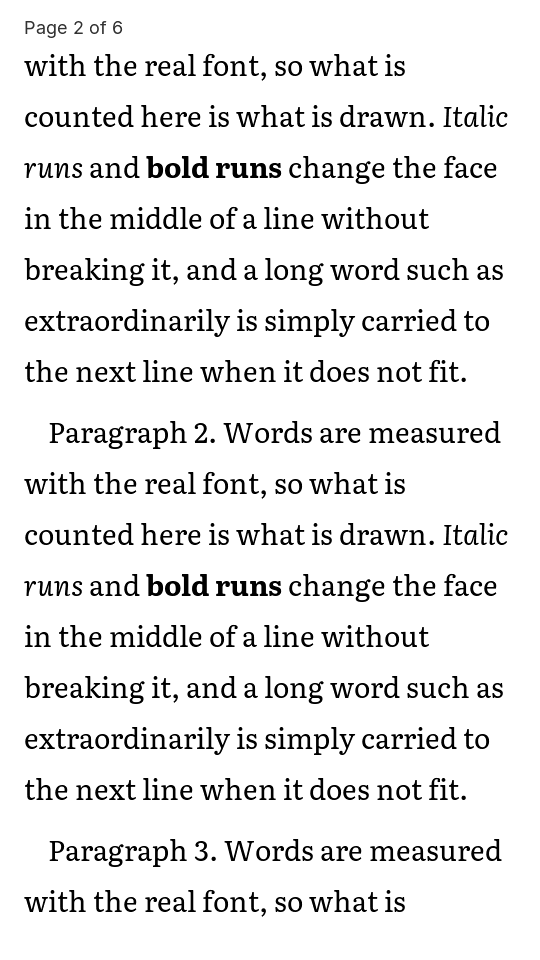 Page 2 of 6
with the real font, so what is
counted here is what is drawn. Italic
runs and bold runs change the face
in the middle of a line without
breaking it, and a long word such as
extraordinarily is simply carried to
the next line when it does not fit.
Paragraph 2. Words are measured
with the real font, so what is
counted here is what is drawn. Italic
runs and bold runs change the face
in the middle of a line without
breaking it, and a long word such as
extraordinarily is simply carried to
the next line when it does not fit.
Paragraph 3. Words are measured
with the real font, so what is